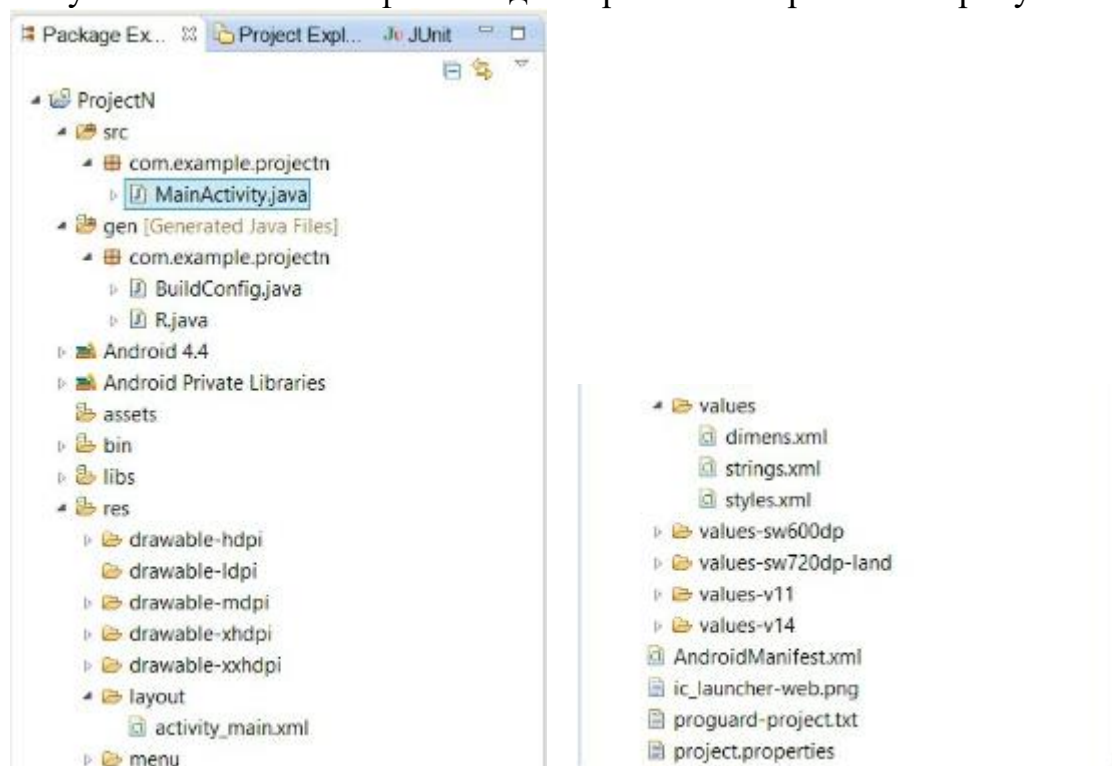 Package Ex... Project Expl... JUnit
ProjectN
src
com.example.projectn
MainActivity.java
gen [Generated Java Files]
com.example.projectn
BuildConfig.java
R.java
Android 4.4
Android Private Libraries
assets
bin
libs
res
drawable-hdpi
drawable-ldpi
drawable-mdpi
drawable-xhdpi
drawable-xxhdpi
layout
activity_main.xml
menu
values
dimens.xml
strings.xml
styles.xml
values-sw600dp
values-sw720dp-land
values-v11
values-v14
AndroidManifest.xml
ic_launcher-web.png
proguard-project.txt
project.properties